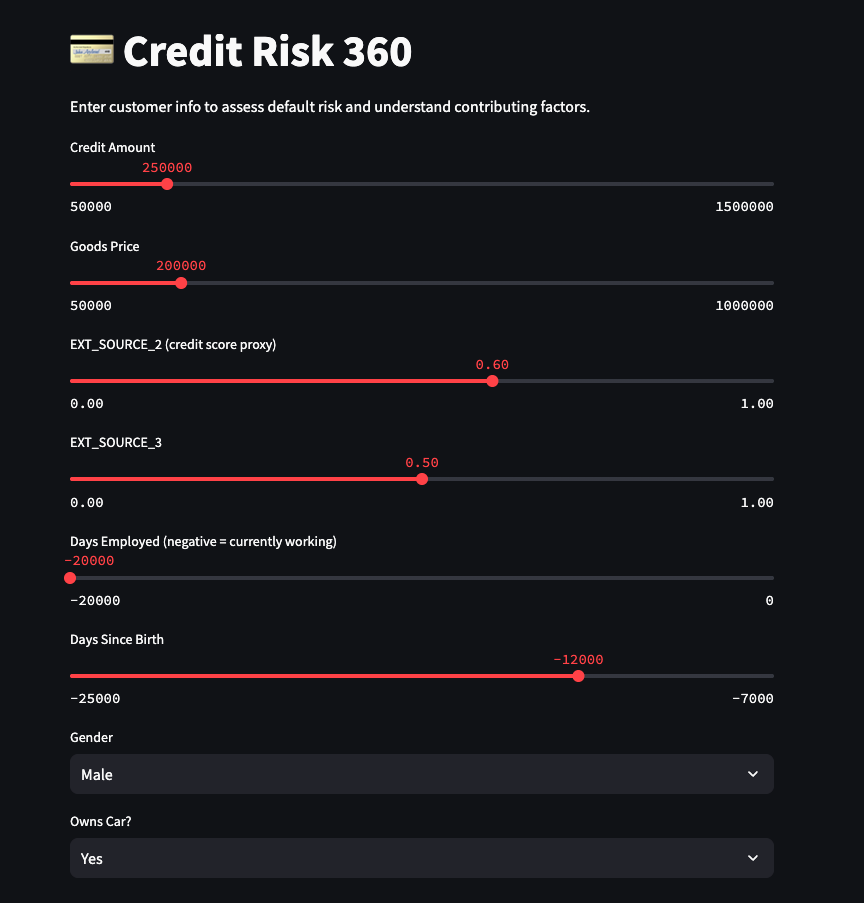 Credit Risk 360
Enter customer info to assess default risk and understand contributing factors.
Credit Amount
250000
50000 1500000
Goods Price
200000
50000 1000000
EXT_SOURCE_2 (credit score proxy)
0.60
0.00 1.00
EXT_SOURCE_3
0.50
0.00 1.00
Days Employed (negative = currently working)
-20000
-20000 0
Days Since Birth
-12000
-25000 -7000
Gender
Male
Owns Car?
Yes